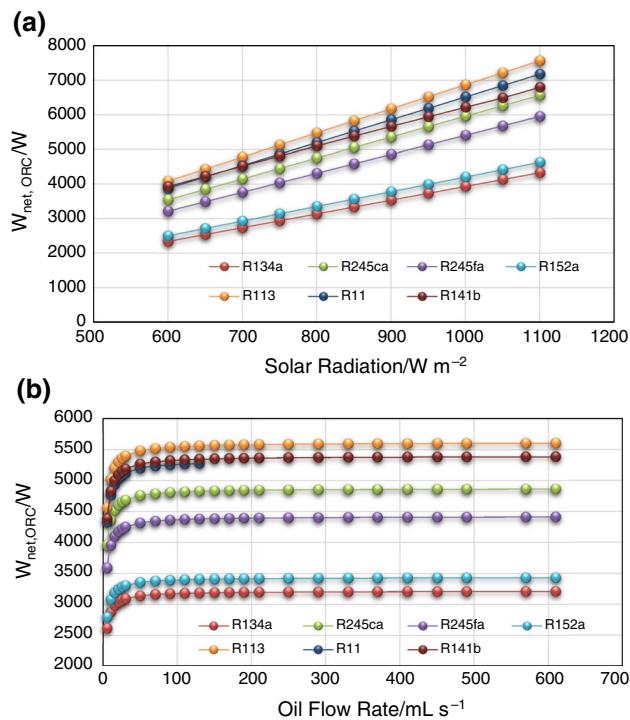 (a)
8000
7000
6000
5000
4000
3000
2000
1000
0
W_net, ORC/W
R134a R245ca R245fa R152a
R113 R11 R141b
500 600 700 800 900 1000 1100 1200
Solar Radiation/W m⁻²
(b)
6000
5500
5000
4500
4000
3500
3000
2500
2000
W_net,ORC/W
R134a R245ca R245fa R152a
R113 R11 R141b
0 100 200 300 400 500 600 700
Oil Flow Rate/mL s⁻¹